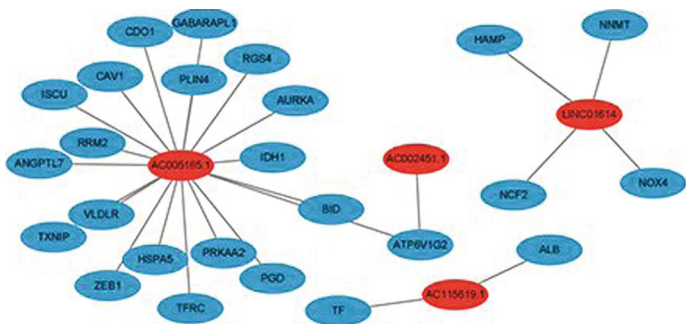 GABARAPL1
CDO1
NNMT
HAMP
RGS4
CAV1
PLIN4
ISCU
AURKA
LINC01614
RRM2
IDH1
AC002451.1
ANGPTL7
AC005165.1
NOX4
NCF2
VLDLR
BID
TXNIP
ATP6V1G2
PRKAA2
ALB
HSPA5
PGD
ZEB1
AC115619.1
TFRC
TF